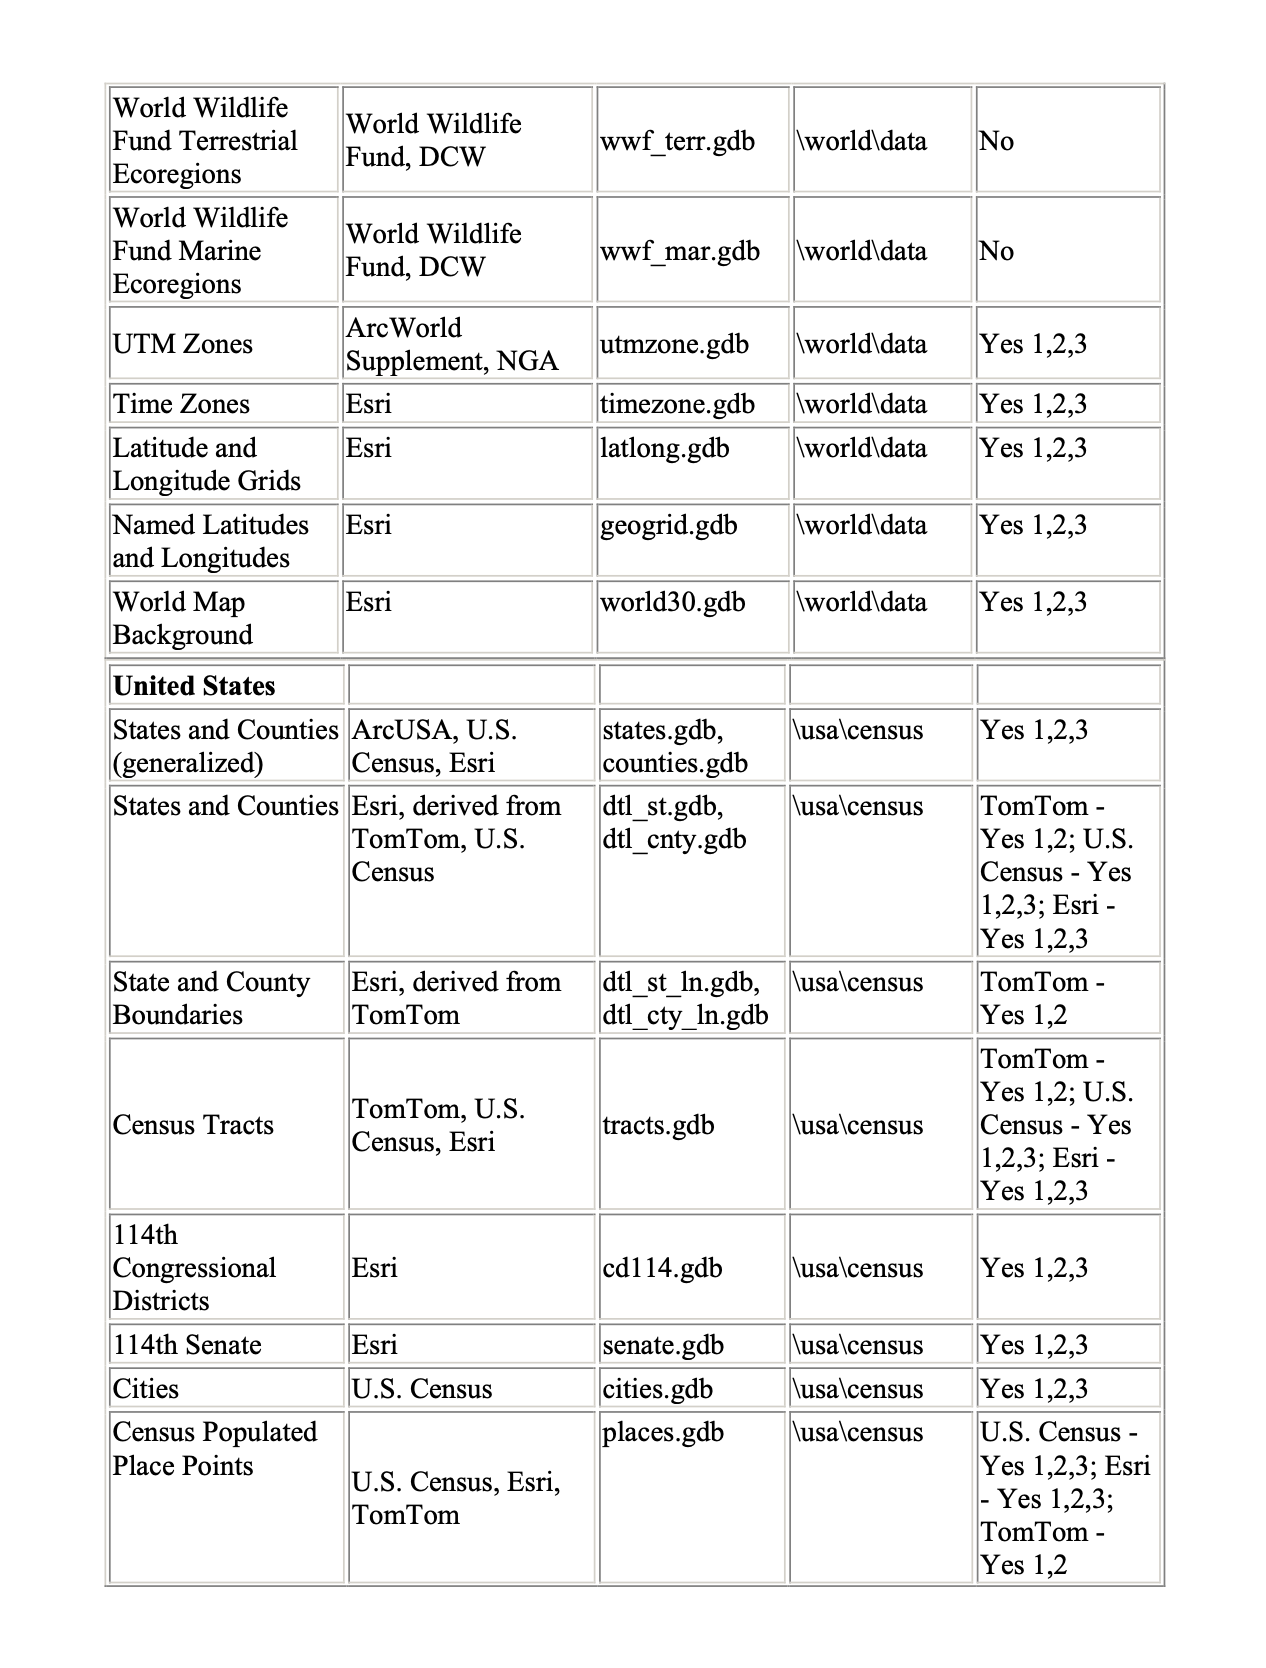 World Wildlife
Fund Terrestrial
Ecoregions
World Wildlife
Fund, DCW
wwf_terr.gdb
\world\data
No
World Wildlife
Fund Marine
Ecoregions
World Wildlife
Fund, DCW
wwf_mar.gdb
\world\data
No
UTM Zones
ArcWorld
Supplement, NGA
utmzone.gdb
\world\data
Yes 1,2,3
Time Zones
Esri
timezone.gdb
\world\data
Yes 1,2,3
Latitude and
Longitude Grids
Esri
latlong.gdb
\world\data
Yes 1,2,3
Named Latitudes
and Longitudes
Esri
geogrid.gdb
\world\data
Yes 1,2,3
World Map
Background
Esri
world30.gdb
\world\data
Yes 1,2,3
United States
States and Counties
(generalized)
ArcUSA, U.S.
Census, Esri
states.gdb,
counties.gdb
\usa\census
Yes 1,2,3
States and Counties
Esri, derived from
TomTom, U.S.
Census
dtl_st.gdb,
dtl_cnty.gdb
\usa\census
TomTom -
Yes 1,2; U.S.
Census - Yes
1,2,3; Esri -
Yes 1,2,3
State and County
Boundaries
Esri, derived from
TomTom
dtl_st_ln.gdb,
dtl_cty_ln.gdb
\usa\census
TomTom -
Yes 1,2
Census Tracts
TomTom, U.S.
Census, Esri
tracts.gdb
\usa\census
TomTom -
Yes 1,2; U.S.
Census - Yes
1,2,3; Esri -
Yes 1,2,3
114th
Congressional
Districts
Esri
cd114.gdb
\usa\census
Yes 1,2,3
114th Senate
Esri
senate.gdb
\usa\census
Yes 1,2,3
Cities
U.S. Census
cities.gdb
\usa\census
Yes 1,2,3
Census Populated
Place Points
U.S. Census, Esri,
TomTom
places.gdb
\usa\census
U.S. Census -
Yes 1,2,3; Esri
- Yes 1,2,3;
TomTom -
Yes 1,2